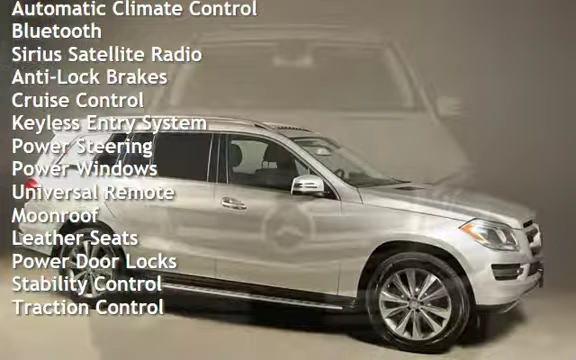 Automatic Climate Control
Bluetooth
Sirius Satellite Radio
Anti-Lock Brakes
Cruise Control
Keyless Entry System
Power Steering
Power Windows
Universal Remote
Moonroof
Leather Seats
Power Door Locks
Stability Control
Traction Control